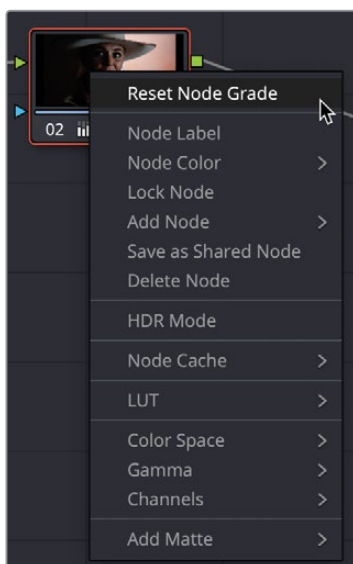 Reset Node Grade
02
Node Label
Node Color
Lock Node
Add Node
Save as Shared Node
Delete Node
HDR Mode
Node Cache
LUT
Color Space
Gamma
Channels
Add Matte